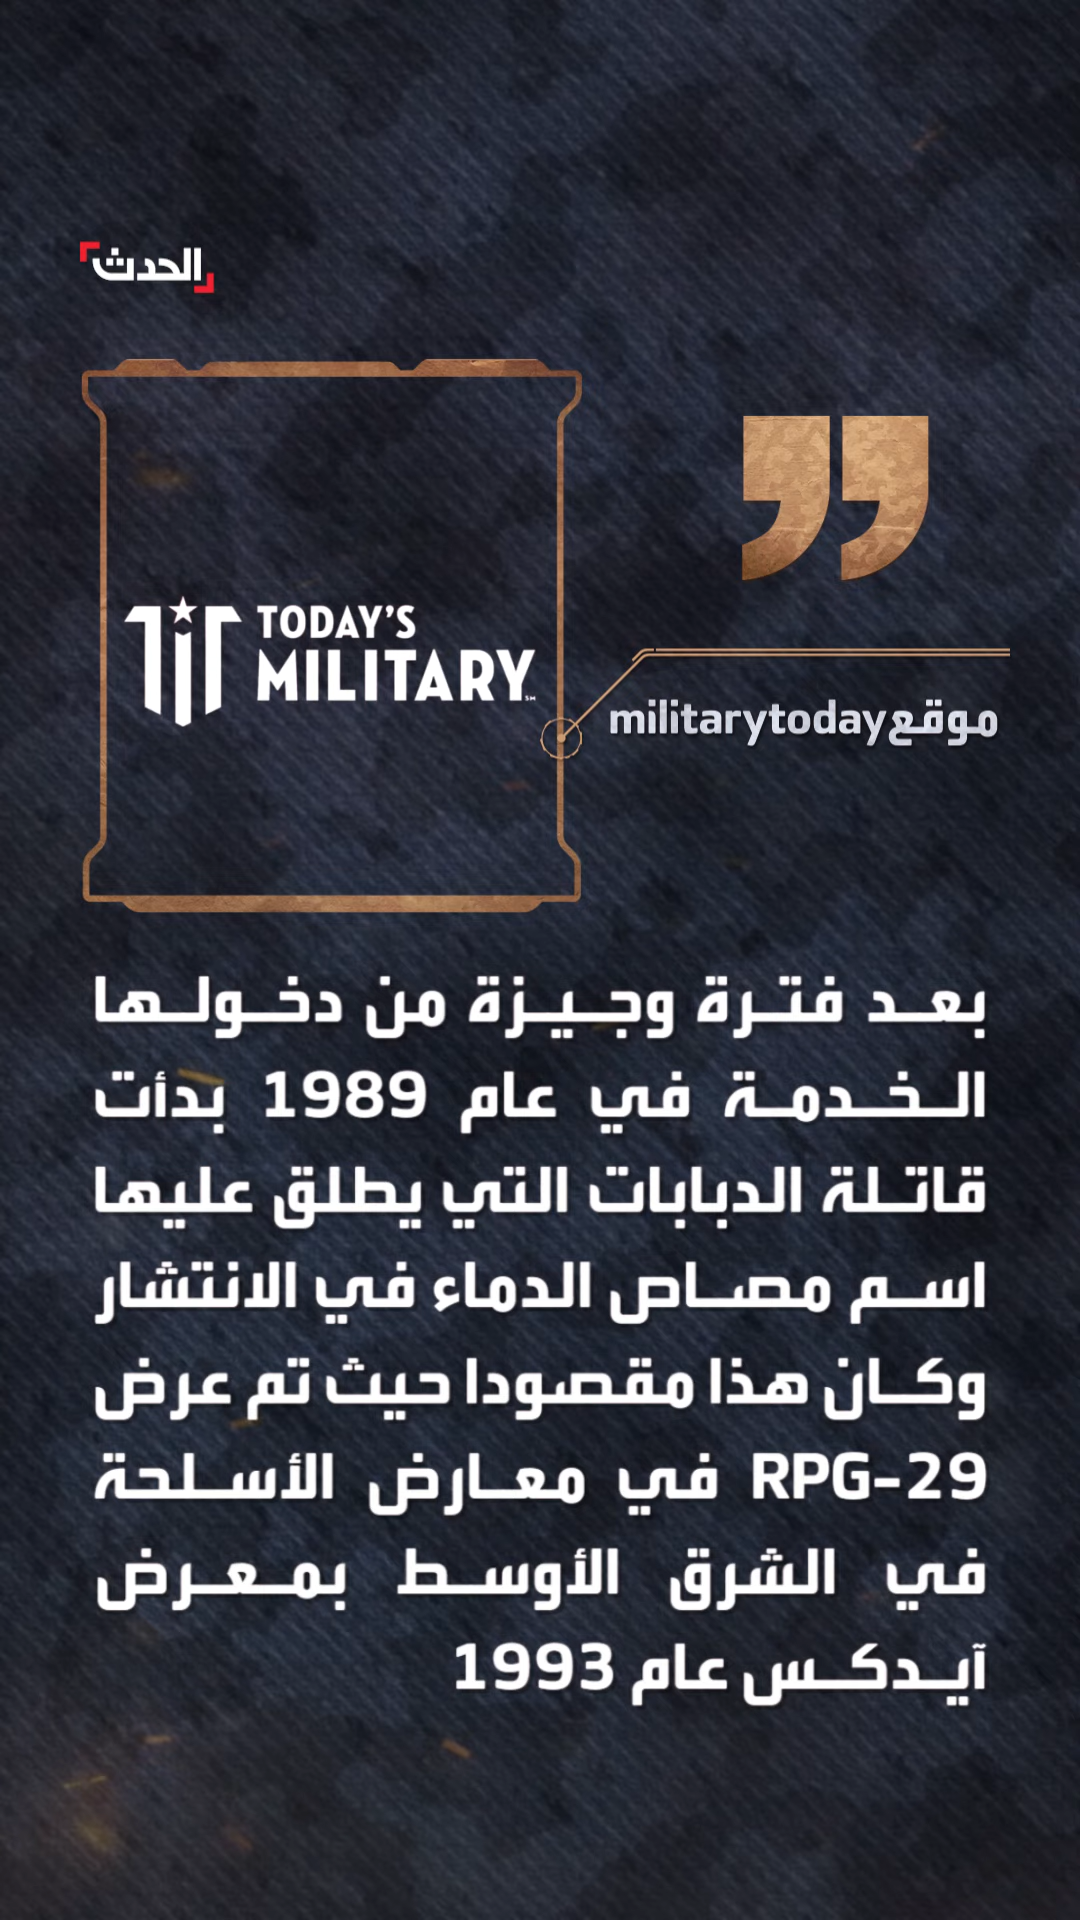 الحدث
TODAY'S
MILITARY
SM
موقع militarytoday
بعد فترة وجيزة من دخولها
الخدمة في عام 1989 بدأت
قاتلة الدبابات التي يطلق عليها
اسم مصاص الدماء في الانتشار
وكان هذا مقصودا حيث تم عرض
RPG-29 في معارض الأسلحة
في الشرق الأوسط بمعرض
آيدكس عام 1993